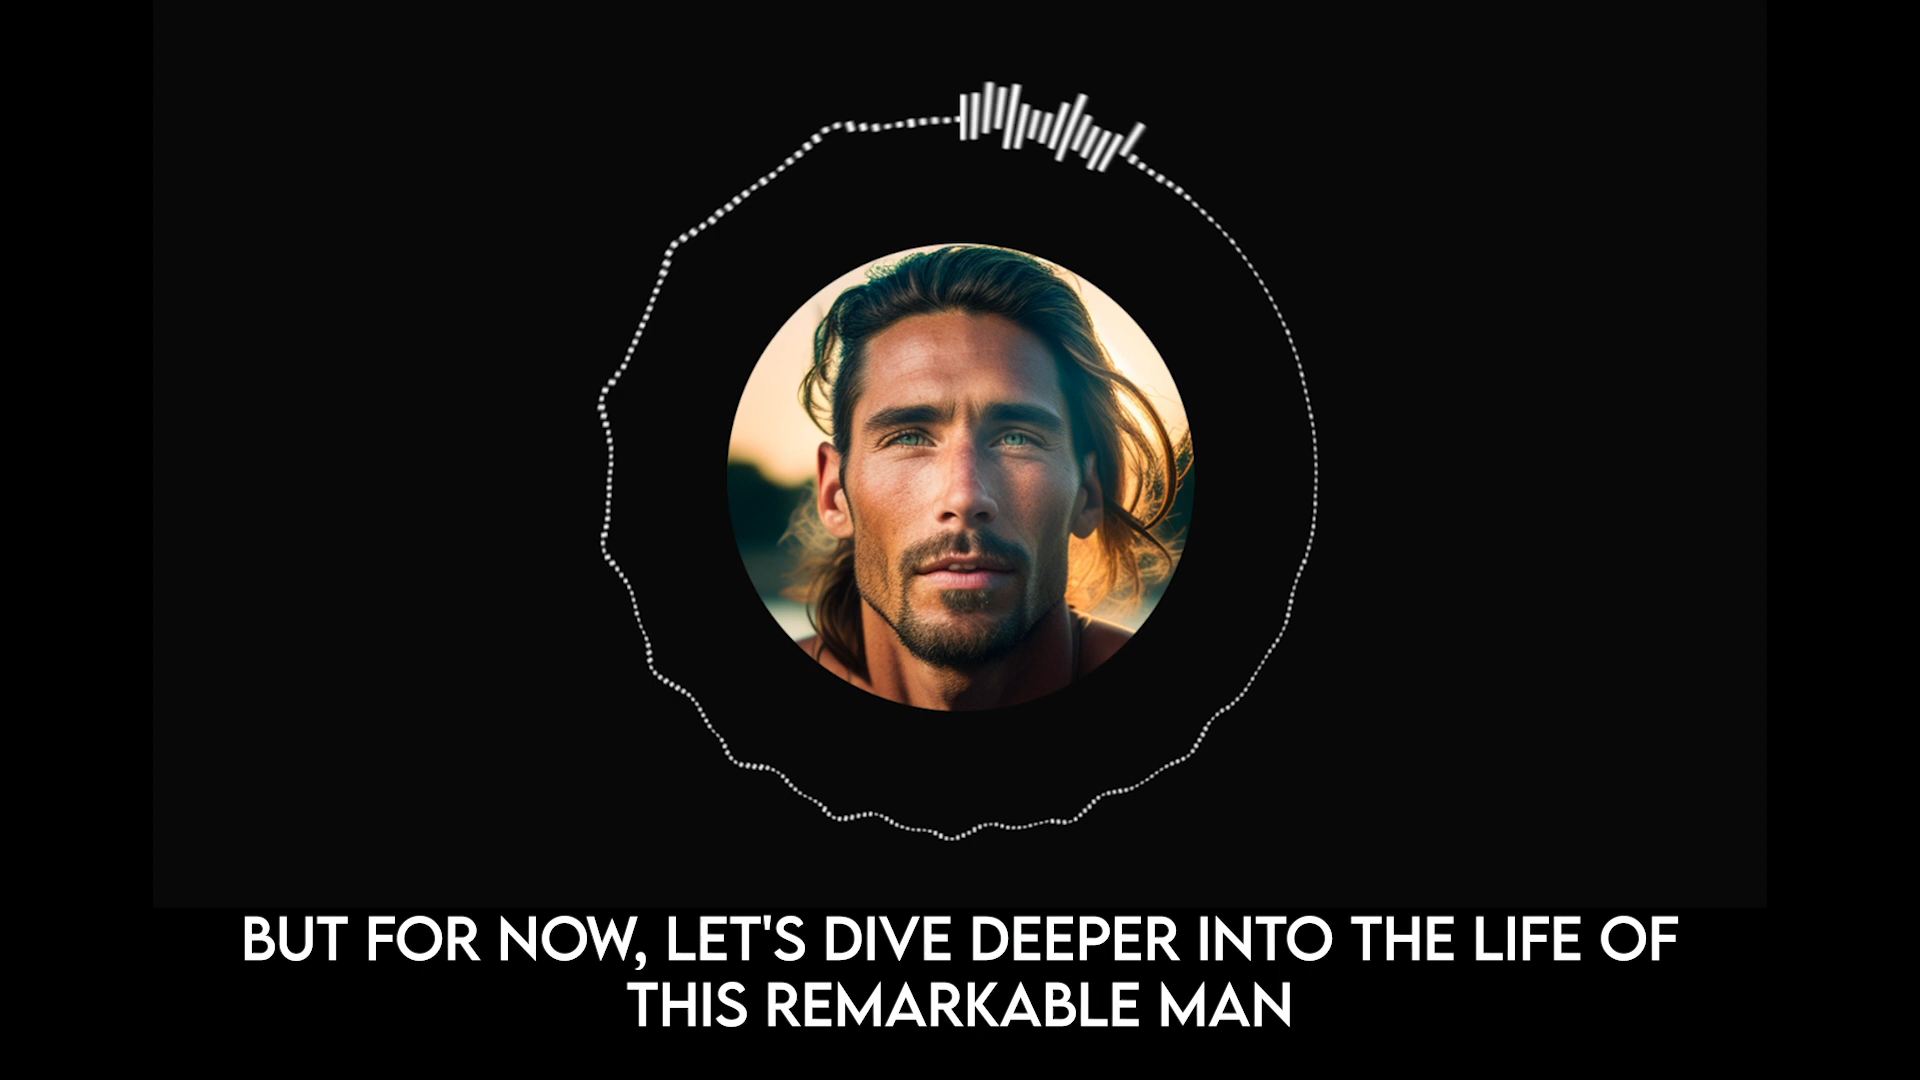 BUT FOR NOW, LET'S DIVE DEEPER INTO THE LIFE OF
THIS REMARKABLE MAN